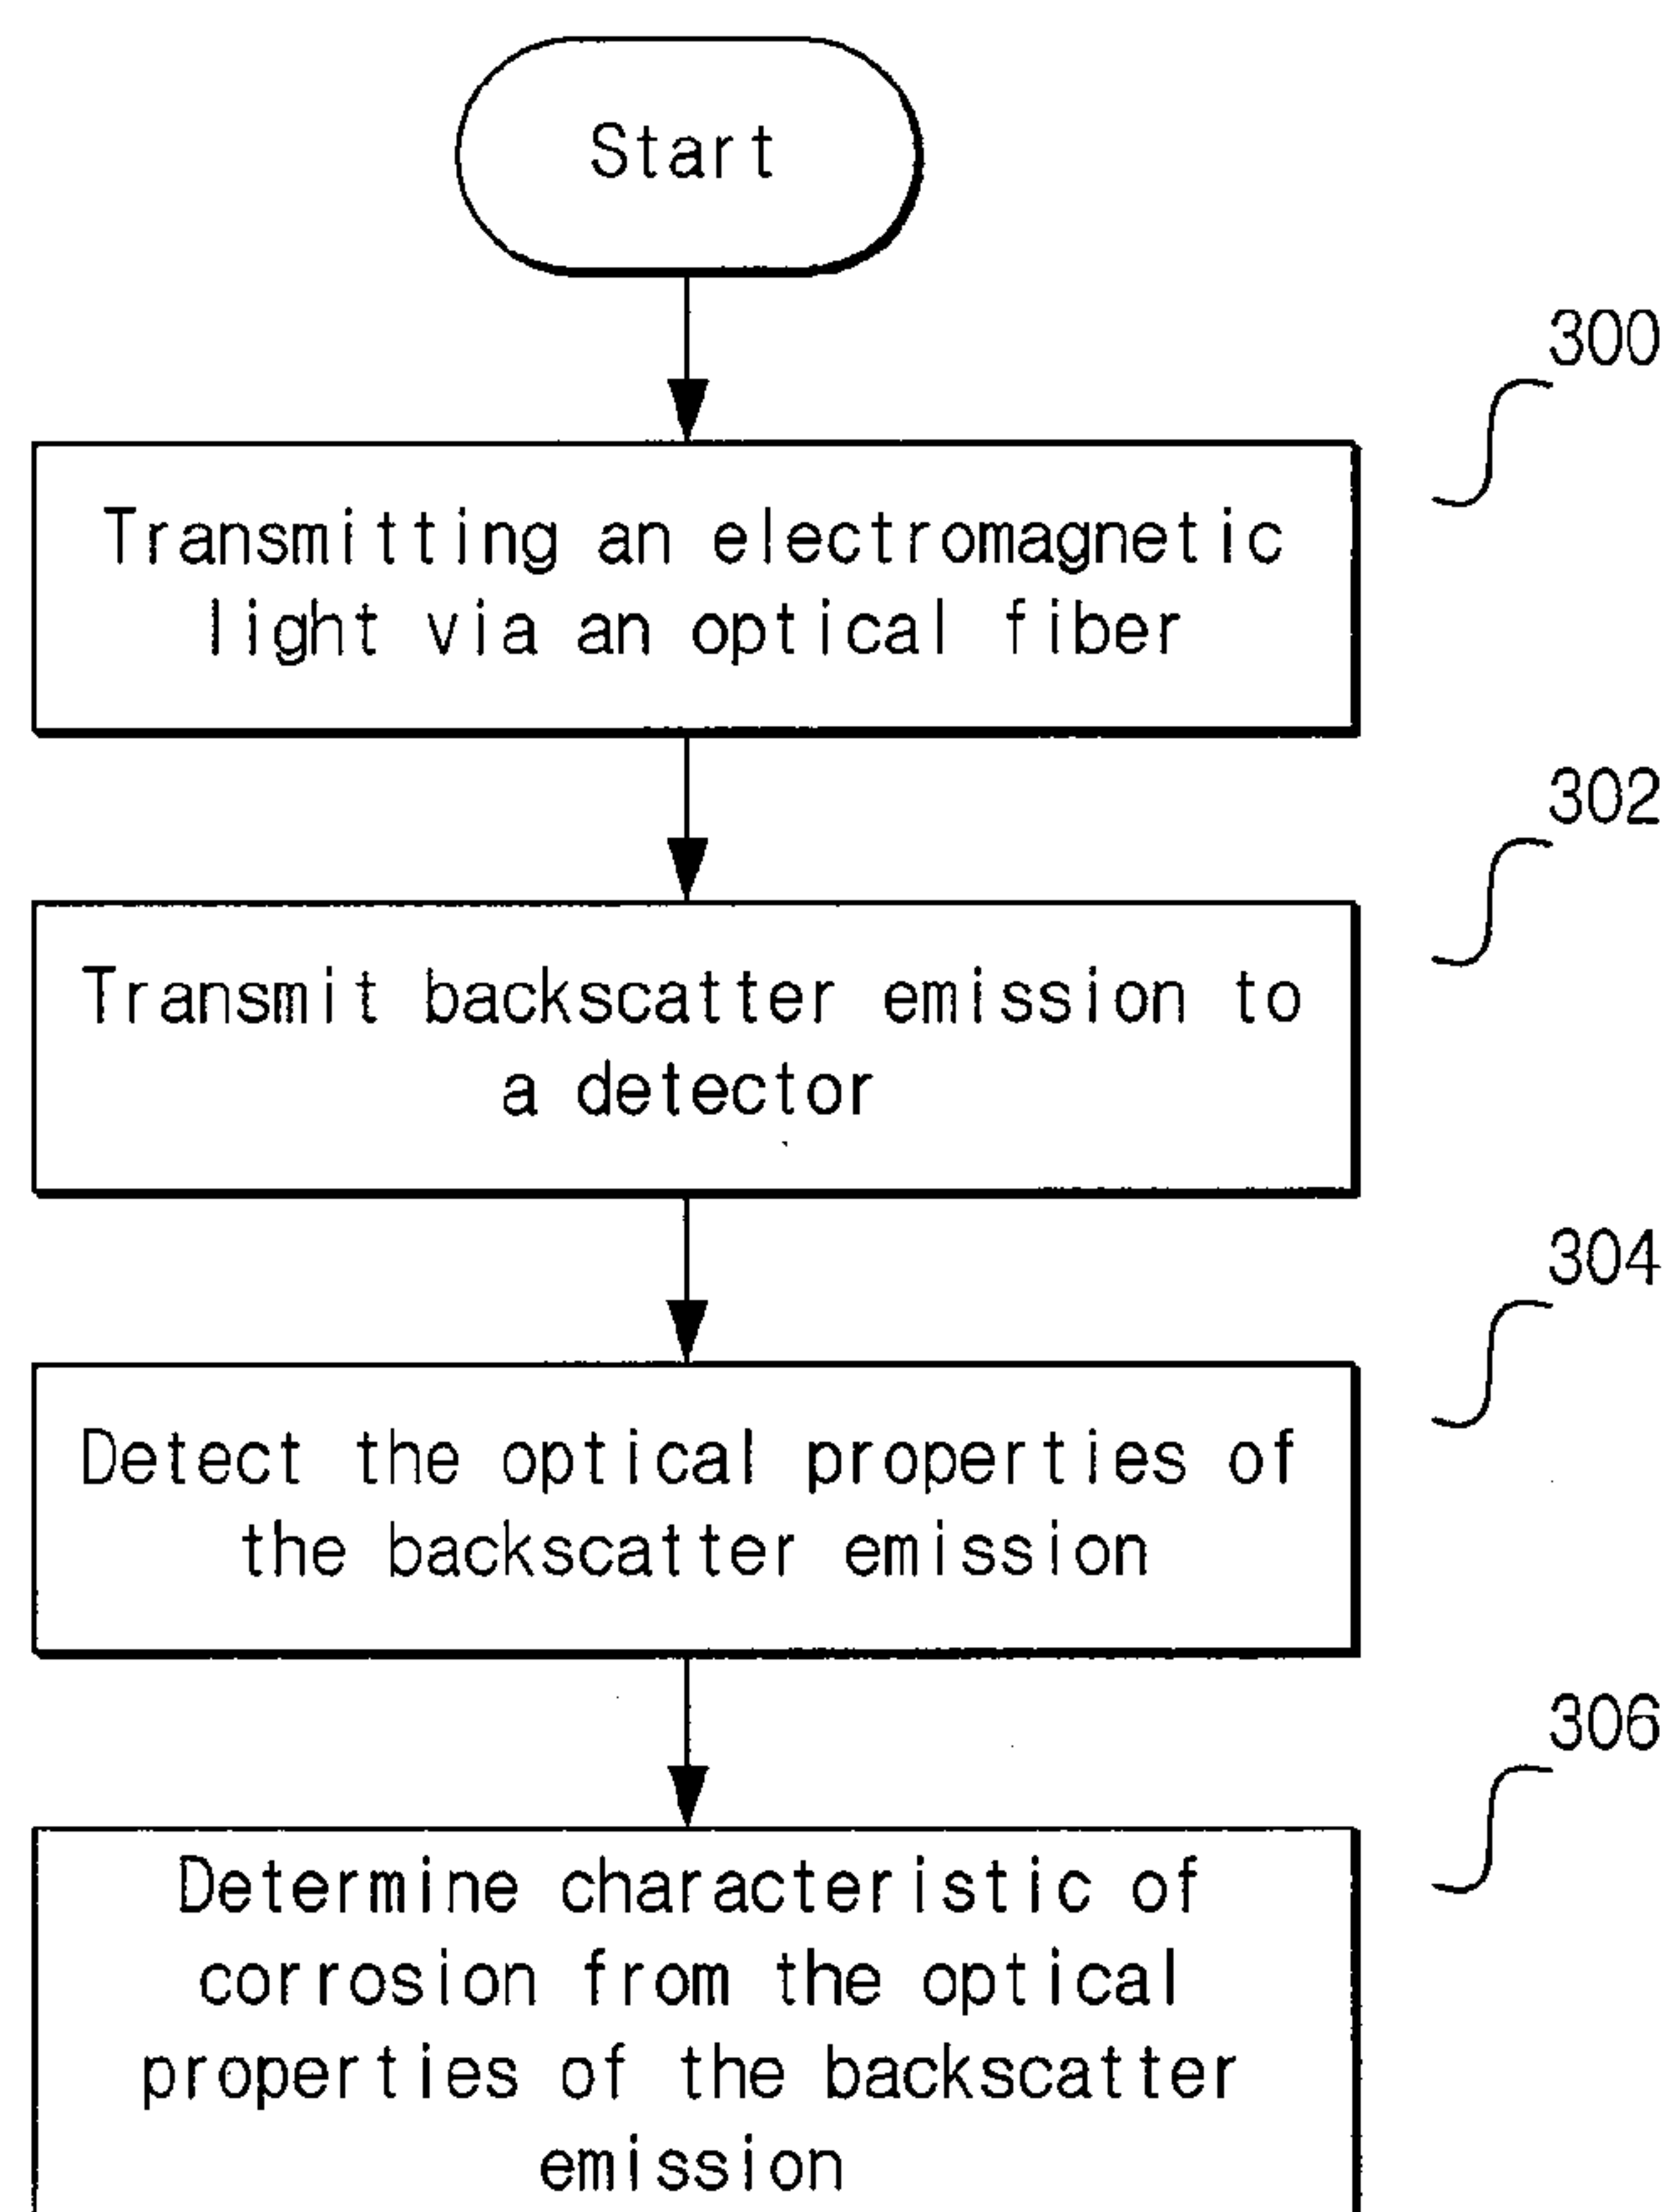 Start
300
Transmitting an electromagnetic
light via an optical fiber
302
Transmit backscatter emission to
a detector
304
Detect the optical properties of
the backscatter emission
306
Determine characteristic of
corrosion from the optical
properties of the backscatter
emission